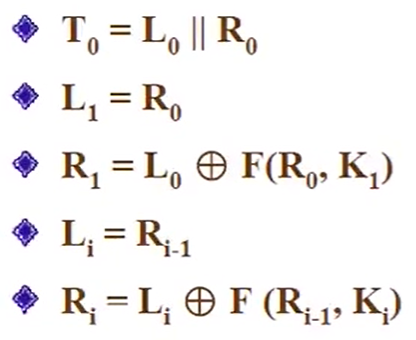 T₀ = L₀ || R₀
L₁ = R₀
R₁ = L₀ ⊕ F(R₀, K₁)
Lᵢ = Rᵢ₋₁
Rᵢ = Lᵢ ⊕ F (Rᵢ₋₁, Kᵢ)